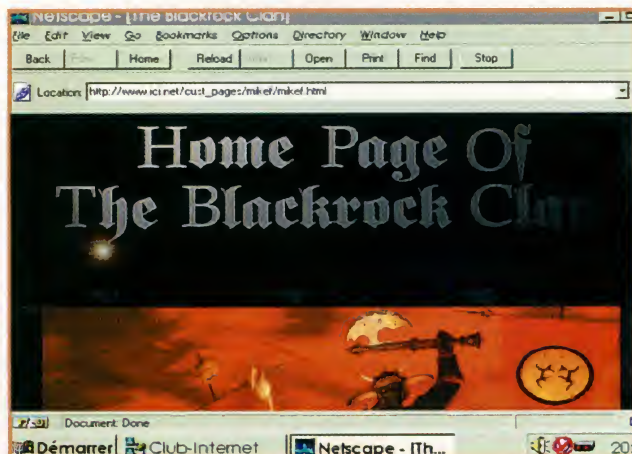 Netscape - [The Blackrock Clan]
File Edit View Go Bookmarks Options Directory Window Help
Back Home Reload Open Print Find Stop
Location: http://www.ici.net/cust_pages/mikef/mikef.html
Home Page Of
The Blackrock Clan
Document: Done
Démarrer Club-Internet Netscape - [Th... 20